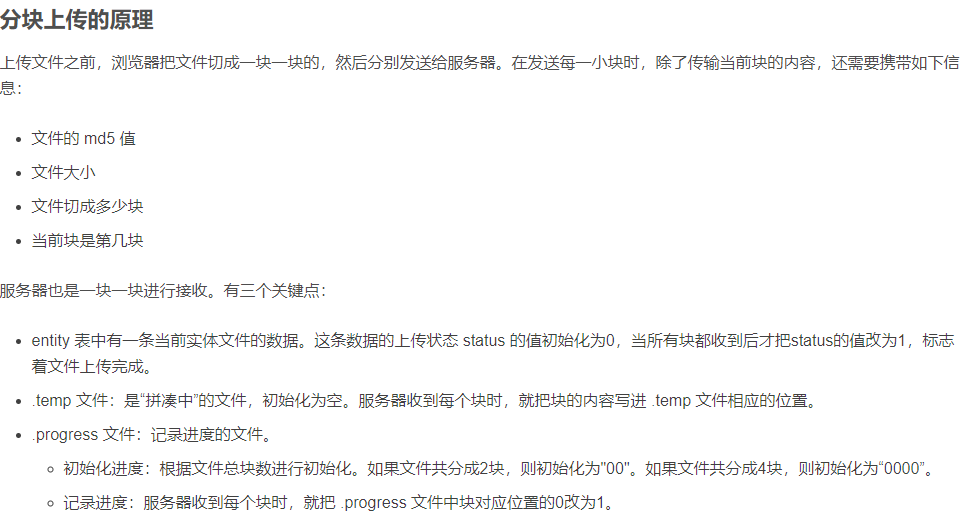 分块上传的原理
上传文件之前，浏览器把文件切成一块一块的，然后分别发送给服务器。在发送每一小块时，除了传输当前块的内容，还需要携带如下信
息：
• 文件的 md5 值
• 文件大小
• 文件切成多少块
• 当前块是第几块
服务器也是一块一块进行接收。有三个关键点：
• entity 表中有一条当前实体文件的数据。这条数据的上传状态 status 的值初始化为0，当所有块都收到后才把status的值改为1，标志
着文件上传完成。
• .temp 文件：是“拼凑中”的文件，初始化为空。服务器收到每个块时，就把块的内容写进 .temp 文件相应的位置。
• .progress 文件：记录进度的文件。
◦ 初始化进度：根据文件总块数进行初始化。如果文件共分成2块，则初始化为"00"。如果文件共分成4块，则初始化为“0000”。
◦ 记录进度：服务器收到每个块时，就把 .progress 文件中块对应位置的0改为1。